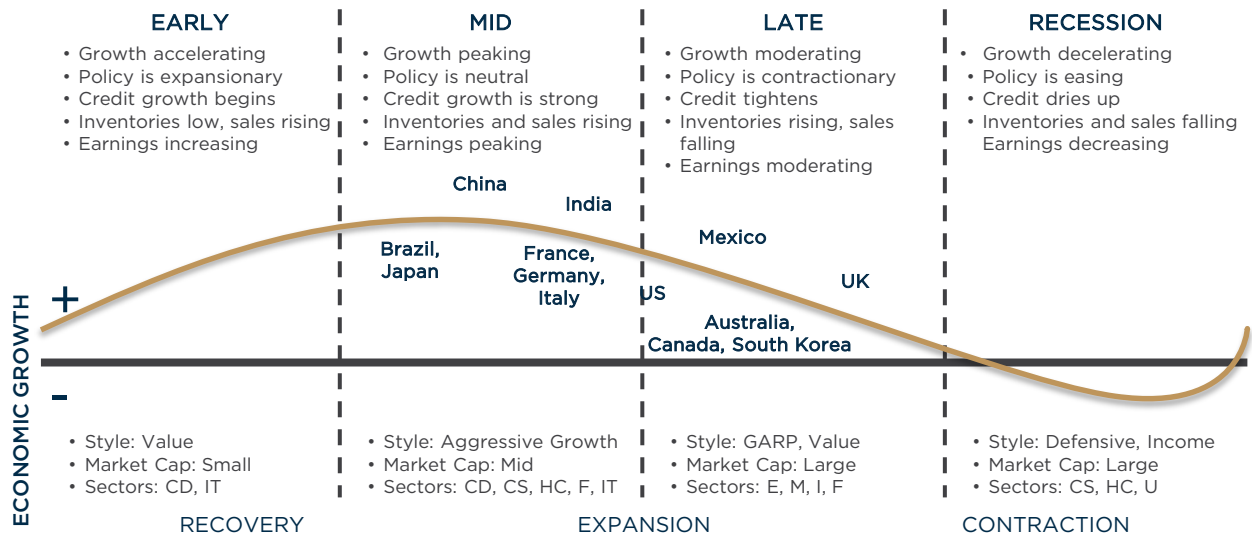 EARLY
• Growth accelerating
• Policy is expansionary
• Credit growth begins
• Inventories low, sales rising
• Earnings increasing
MID
• Growth peaking
• Policy is neutral
• Credit growth is strong
• Inventories and sales rising
• Earnings peaking
LATE
• Growth moderating
• Policy is contractionary
• Credit tightens
• Inventories rising, sales
falling
• Earnings moderating
RECESSION
• Growth decelerating
• Policy is easing
• Credit dries up
• Inventories and sales falling
Earnings decreasing
China
India
Brazil,
Japan
France,
Germany,
Italy
US
Mexico
UK
Australia,
Canada, South Korea
ECONOMIC GROWTH
+
-
• Style: Value
• Market Cap: Small
• Sectors: CD, IT
• Style: Aggressive Growth
• Market Cap: Mid
• Sectors: CD, CS, HC, F, IT
• Style: GARP, Value
• Market Cap: Large
• Sectors: E, M, I, F
• Style: Defensive, Income
• Market Cap: Large
• Sectors: CS, HC, U
RECOVERY
EXPANSION
CONTRACTION